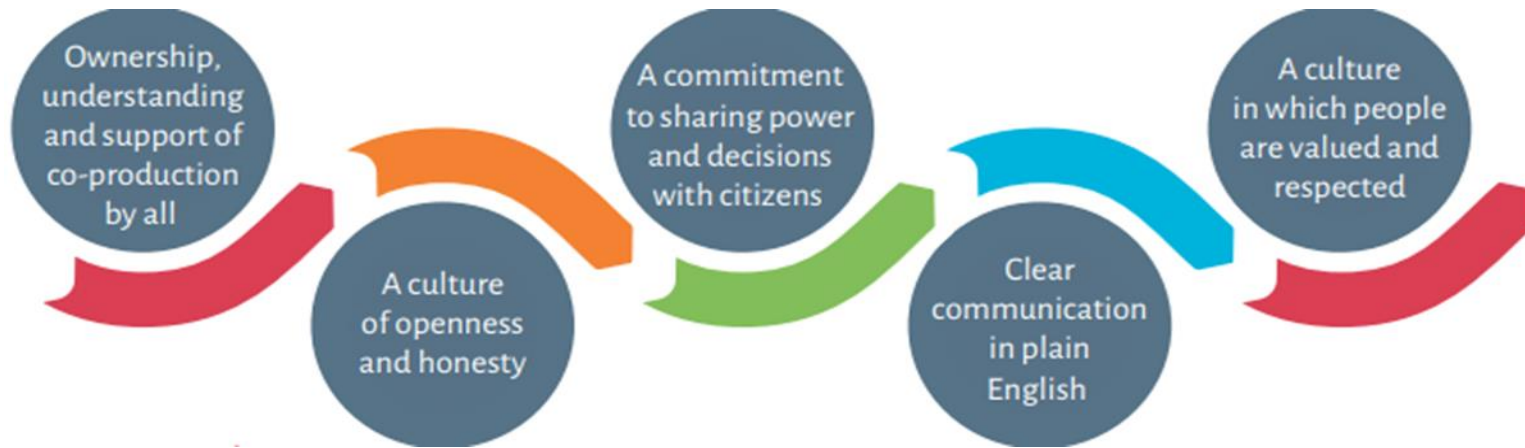 Ownership,
understanding
and support of
co-production
by all
A culture
of openness
and honesty
A commitment
to sharing power
and decisions
with citizens
Clear
communication
in plain
English
A culture
in which people
are valued and
respected